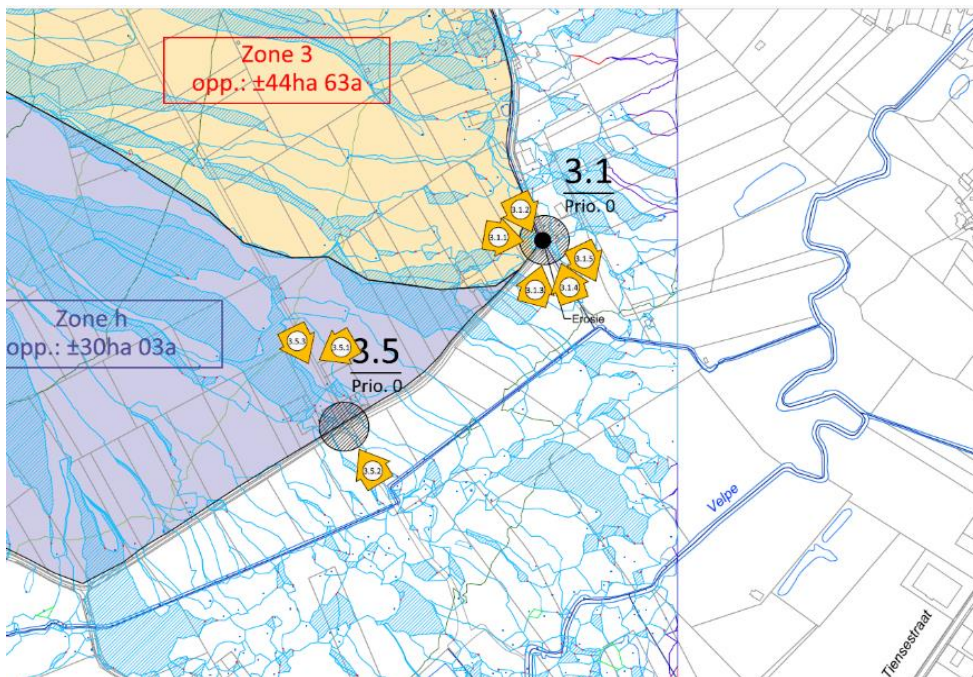 Zone 3
opp.: ±44ha 63a
3.1
Prio. 0
3.1.2
3.1.1
3.1.5
3.1.3
3.1.4
Erosie
Zone h
opp.: ±30ha 03a
3.5.3
3.5.1
3.5
Prio. 0
3.5.2
Velpe
Tiensestraat